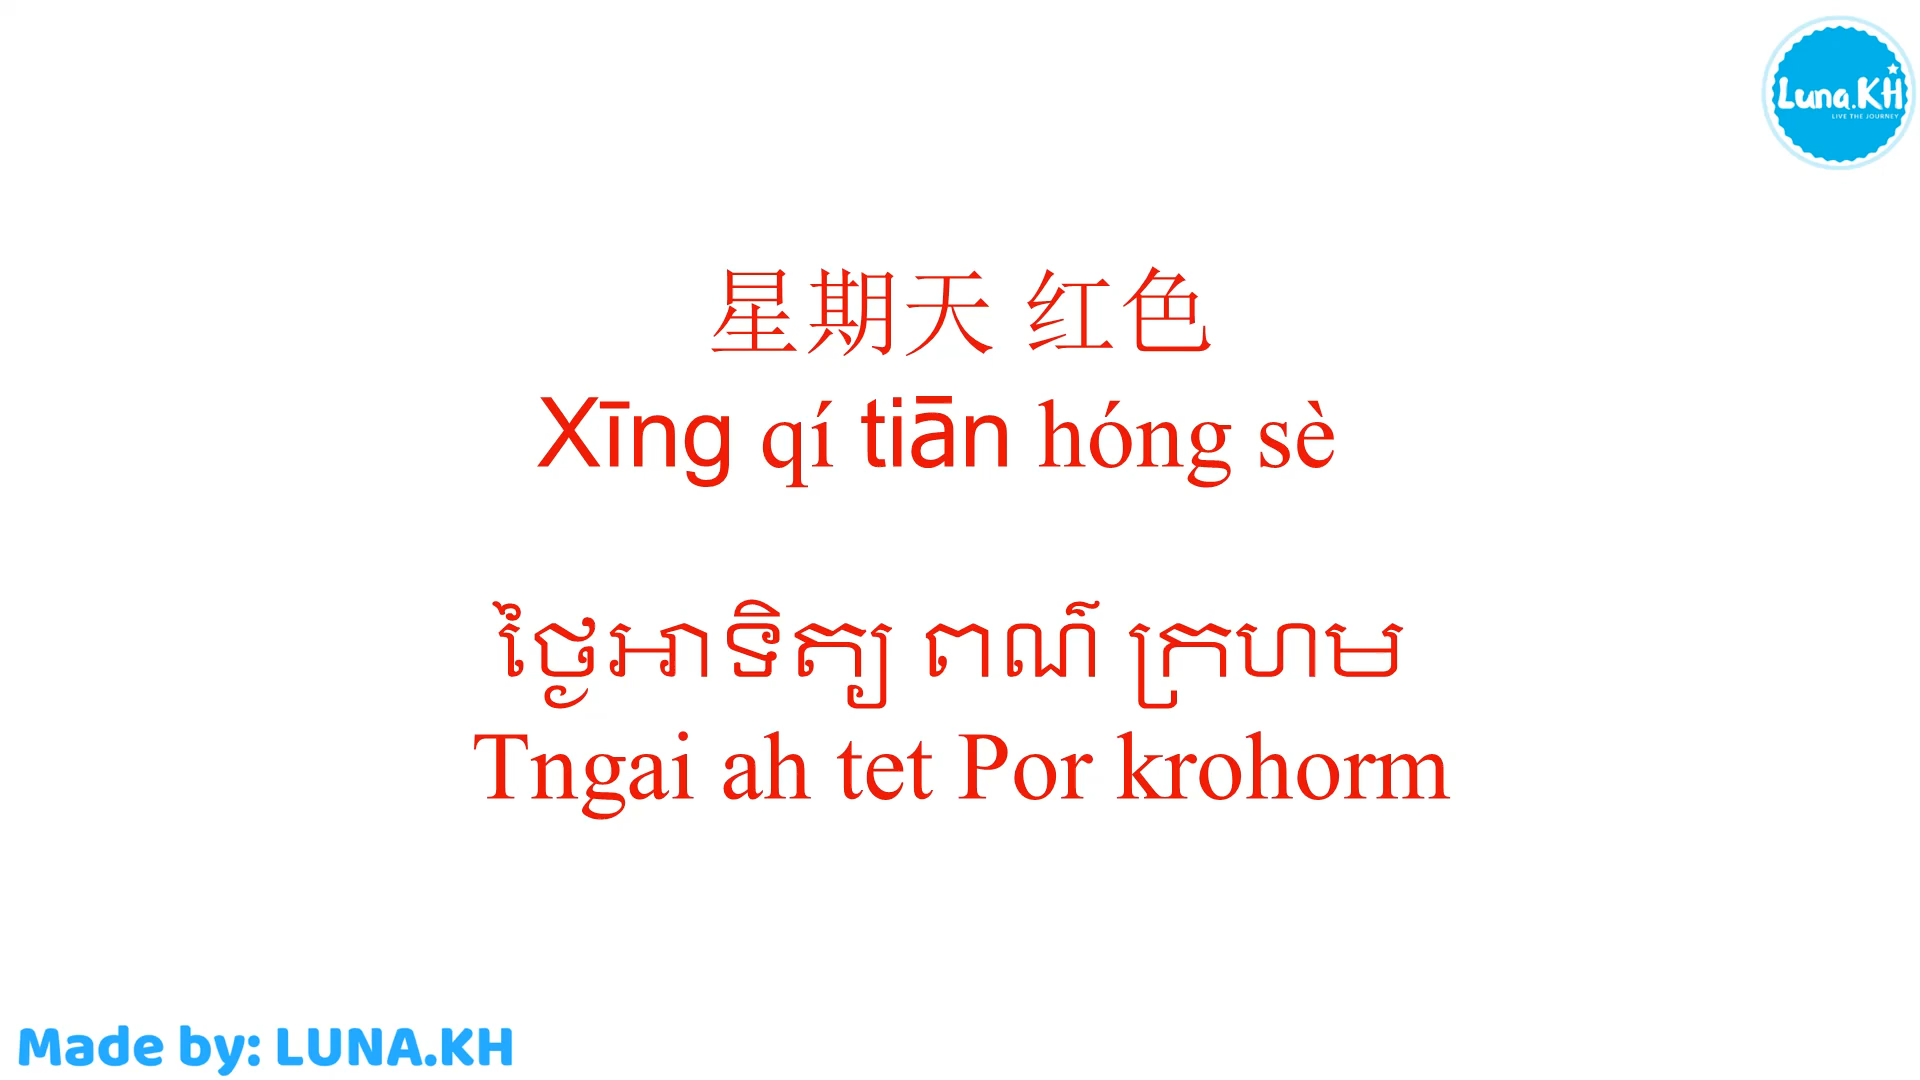 Luna.KH
LIVE THE JOURNEY
星期天 红色
Xīng qí tiān hóng sè
ថ្ងៃអាទិត្យ ពណ៌ ក្រហម
Tngai ah tet Por krohorm
Made by: LUNA.KH